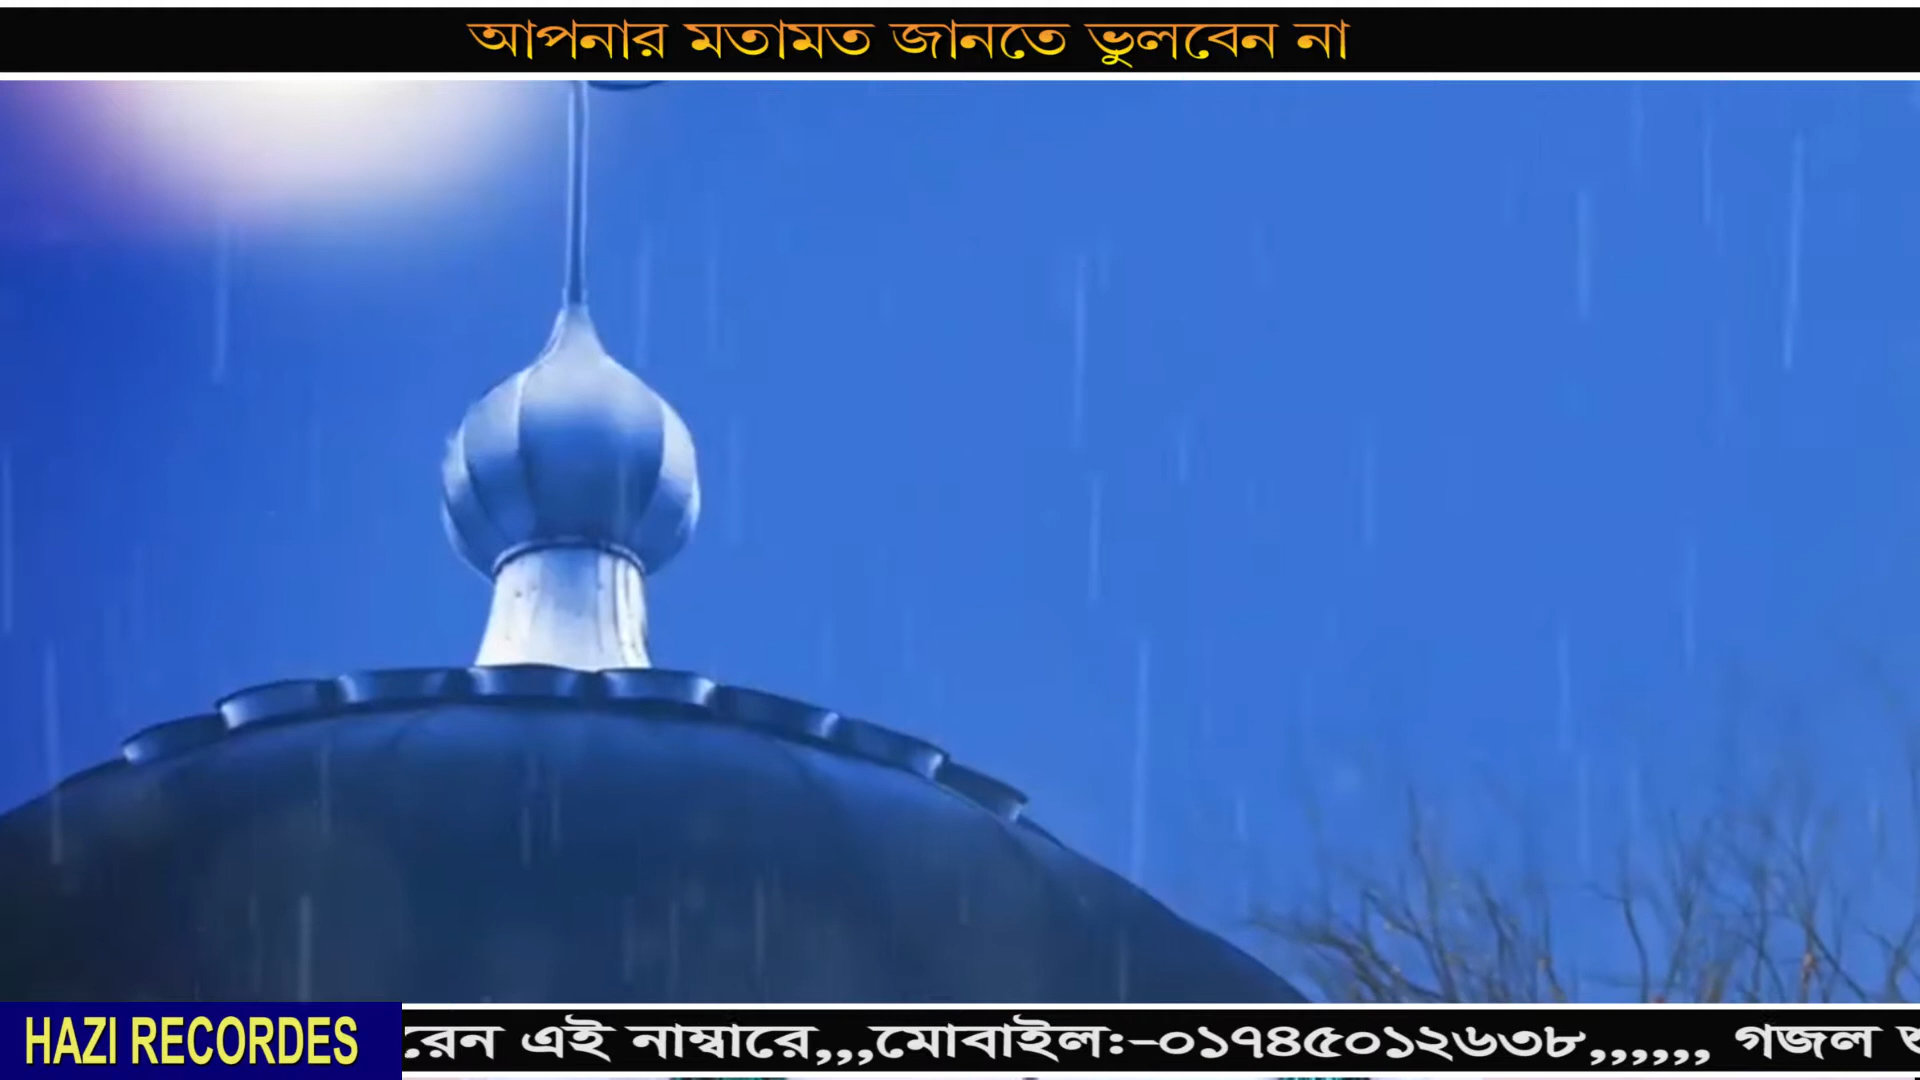 আপনার মতামত জানতে ভুলবেন না
HAZI RECORDES
রেন এই নাম্বারে,,,মোবাইল:-০১৭৪৫০১২৬৩৮,,,,,, গজল